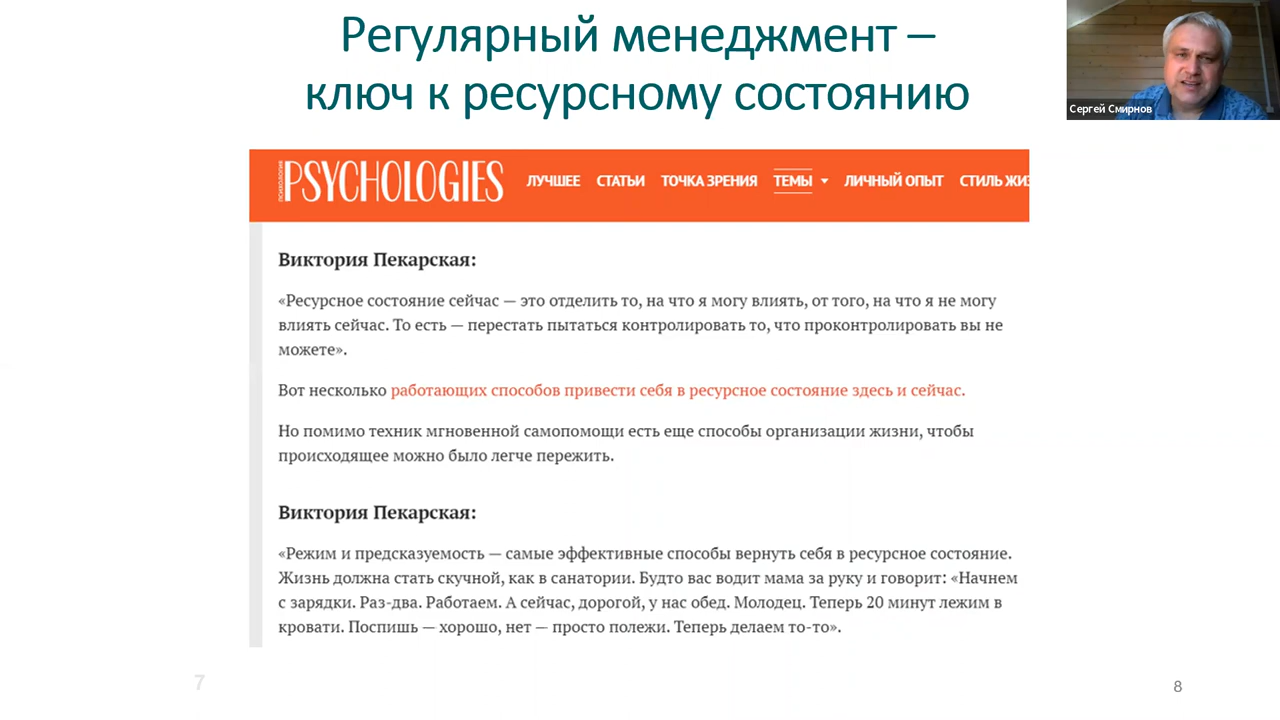 Регулярный менеджмент –
ключ к ресурсному состоянию
Сергей Смирнов
PSYCHOLOGIES
ЛУЧШЕЕ СТАТЬИ ТОЧКА ЗРЕНИЯ ТЕМЫ ЛИЧНЫЙ ОПЫТ СТИЛЬ ЖИЗ
Виктория Пекарская:
«Ресурсное состояние сейчас — это отделить то, на что я могу влиять, от того, на что я не могу
влиять сейчас. То есть — перестать пытаться контролировать то, что проконтролировать вы не
можете».
Вот несколько работающих способов привести себя в ресурсное состояние здесь и сейчас.
Но помимо техник мгновенной самопомощи есть еще способы организации жизни, чтобы
происходящее можно было легче пережить.
Виктория Пекарская:
«Режим и предсказуемость — самые эффективные способы вернуть себя в ресурсное состояние.
Жизнь должна стать скучной, как в санатории. Будто вас водит мама за руку и говорит: «Начнем
с зарядки. Раз-два. Работаем. А сейчас, дорогой, у нас обед. Молодец. Теперь 20 минут лежим в
кровати. Поспишь — хорошо, нет — просто полежи. Теперь делаем то-то».
7
8